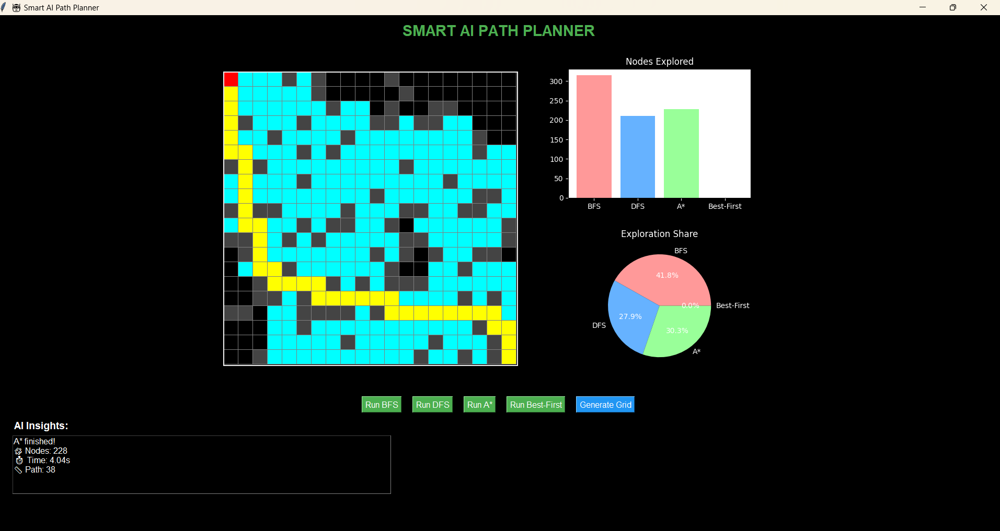 Smart AI Path Planner
SMART AI PATH PLANNER
Nodes Explored
300
250
200
150
100
50
0
BFS DFS A* Best-First
Exploration Share
BFS
41.8%
0.0% Best-First
27.9%
DFS
30.3%
A*
Run BFS Run DFS Run A* Run Best-First Generate Grid
AI Insights:
A* finished!
Nodes: 228
Time: 4.04s
Path: 38